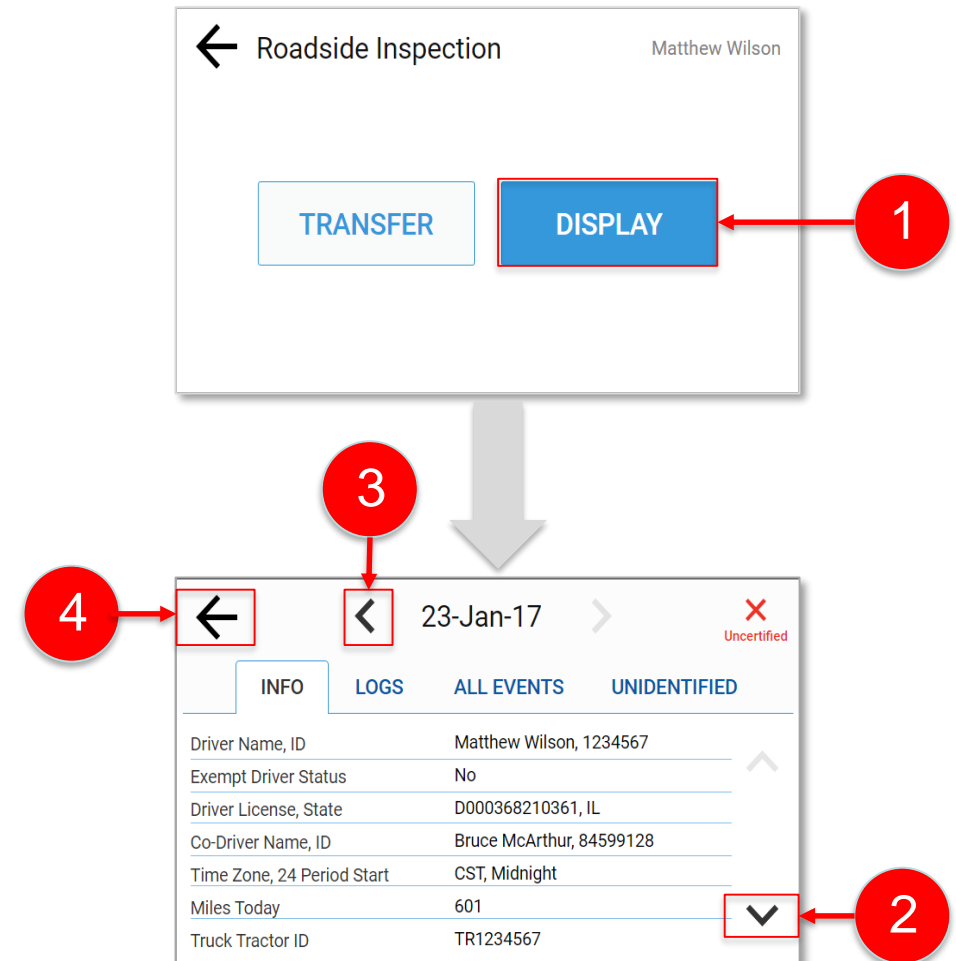 Roadside Inspection Matthew Wilson
TRANSFER DISPLAY 1
3
4 23-Jan-17
Uncertified
INFO LOGS ALL EVENTS UNIDENTIFIED
Driver Name, ID Matthew Wilson, 1234567
Exempt Driver Status No
Driver License, State D000368210361, IL
Co-Driver Name, ID Bruce McArthur, 84599128
Time Zone, 24 Period Start CST, Midnight
Miles Today 601 2
Truck Tractor ID TR1234567